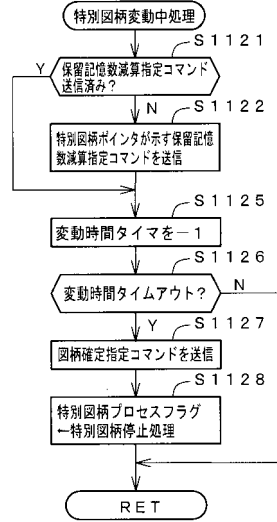 特別図柄変動中処理
S1121
Y
保留記憶数減算指定コマンド
送信済み?
N
S1122
特別図柄ポインタが示す保留記憶
数減算指定コマンドを送信
S1125
変動時間タイマを－1
S1126
変動時間タイムアウト?
N
Y
S1127
図柄確定指定コマンドを送信
S1128
特別図柄プロセスフラグ
←特別図柄停止処理
RET